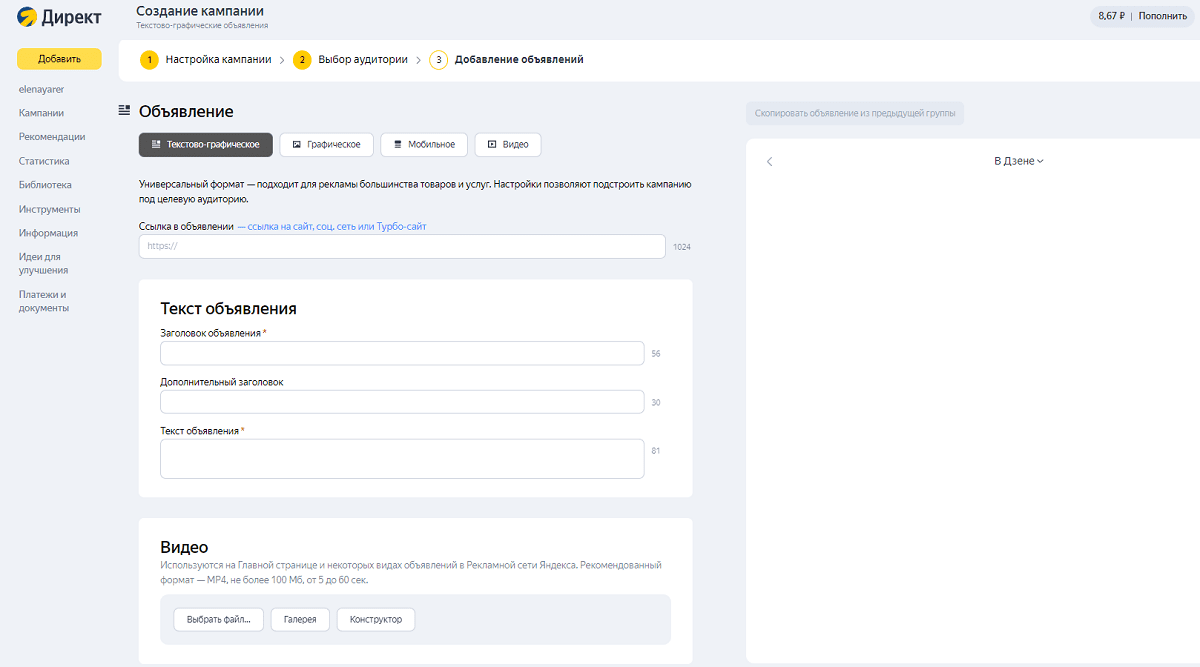 Директ
Создание кампании
Текстово-графические объявления
8,67 ₽ | Пополнить
Добавить
elenayarer
Кампании
Рекомендации
Статистика
Библиотека
Инструменты
Информация
Идеи для
улучшения
Платежи и
документы
1 Настройка кампании > 2 Выбор аудитории > 3 Добавление объявлений
Объявление
Текстово-графическое Графическое Мобильное Видео
Универсальный формат — подходит для рекламы большинства товаров и услуг. Настройки позволяют подстроить кампанию
под целевую аудиторию.
Ссылка в объявлении — ссылка на сайт, соц. сеть или Турбо-сайт
https:// 1024
Текст объявления
Заголовок объявления *
56
Дополнительный заголовок
30
Текст объявления *
81
Видео
Используются на Главной странице и некоторых видах объявлений в Рекламной сети Яндекса. Рекомендованный
формат — MP4, не более 100 Мб, от 5 до 60 сек.
Выбрать файл... Галерея Конструктор
Скопировать объявление из предыдущей группы
В Дзене